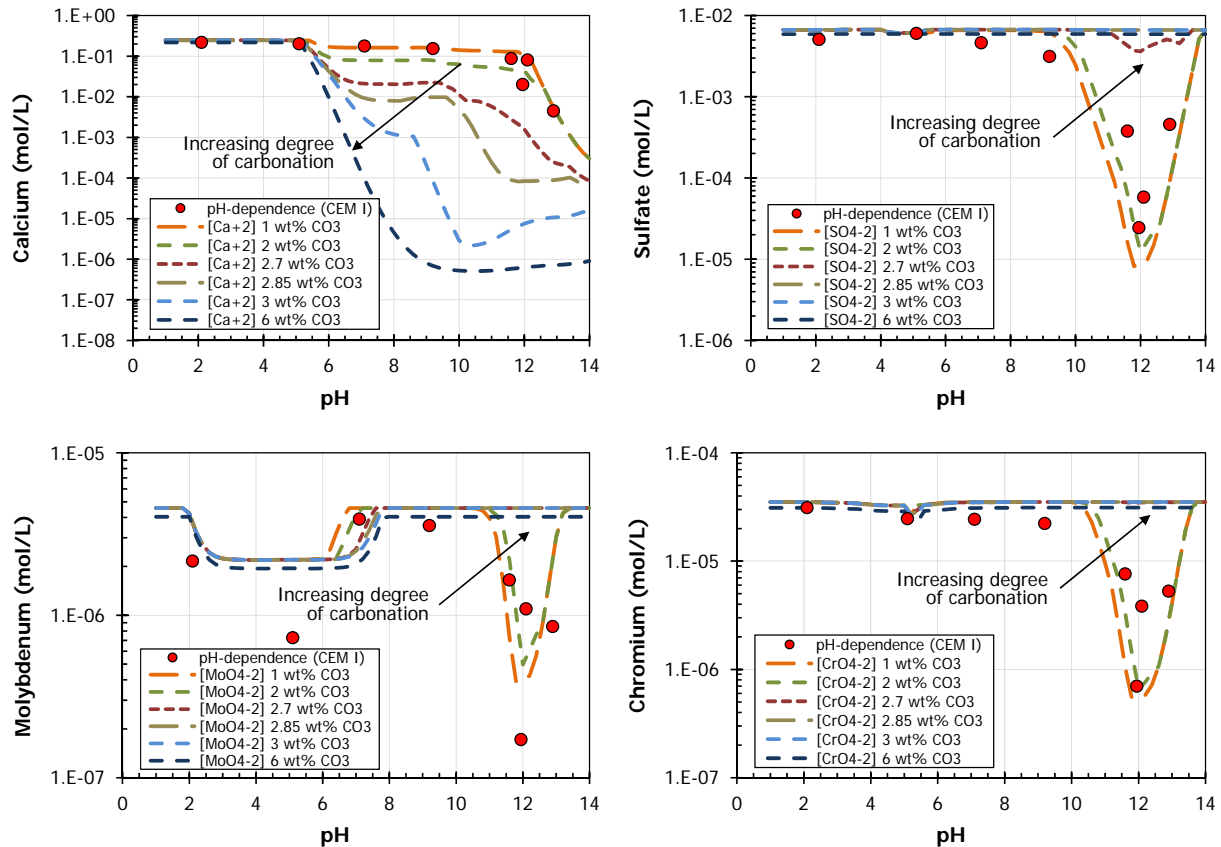 1.E+00
1.E-01
1.E-02
1.E-03
1.E-04
1.E-05
1.E-06
1.E-07
1.E-08
Calcium (mol/L)
Increasing degree
of carbonation
pH-dependence (CEM I)
[Ca+2] 1 wt% CO3
[Ca+2] 2 wt% CO3
[Ca+2] 2.7 wt% CO3
[Ca+2] 2.85 wt% CO3
[Ca+2] 3 wt% CO3
[Ca+2] 6 wt% CO3
0 2 4 6 8 10 12 14
pH
1.E-02
1.E-03
1.E-04
1.E-05
1.E-06
Sulfate (mol/L)
Increasing degree
of carbonation
pH-dependence (CEM I)
[SO4-2] 1 wt% CO3
[SO4-2] 2 wt% CO3
[SO4-2] 2.7 wt% CO3
[SO4-2] 2.85 wt% CO3
[SO4-2] 3 wt% CO3
[SO4-2] 6 wt% CO3
0 2 4 6 8 10 12 14
pH
1.E-05
1.E-06
1.E-07
Molybdenum (mol/L)
Increasing degree
of carbonation
pH-dependence (CEM I)
[MoO4-2] 1 wt% CO3
[MoO4-2] 2 wt% CO3
[MoO4-2] 2.7 wt% CO3
[MoO4-2] 2.85 wt% CO3
[MoO4-2] 3 wt% CO3
[MoO4-2] 6 wt% CO3
0 2 4 6 8 10 12 14
pH
1.E-04
1.E-05
1.E-06
1.E-07
Chromium (mol/L)
Increasing degree
of carbonation
pH-dependence (CEM I)
[CrO4-2] 1 wt% CO3
[CrO4-2] 2 wt% CO3
[CrO4-2] 2.7 wt% CO3
[CrO4-2] 2.85 wt% CO3
[CrO4-2] 3 wt% CO3
[CrO4-2] 6 wt% CO3
0 2 4 6 8 10 12 14
pH